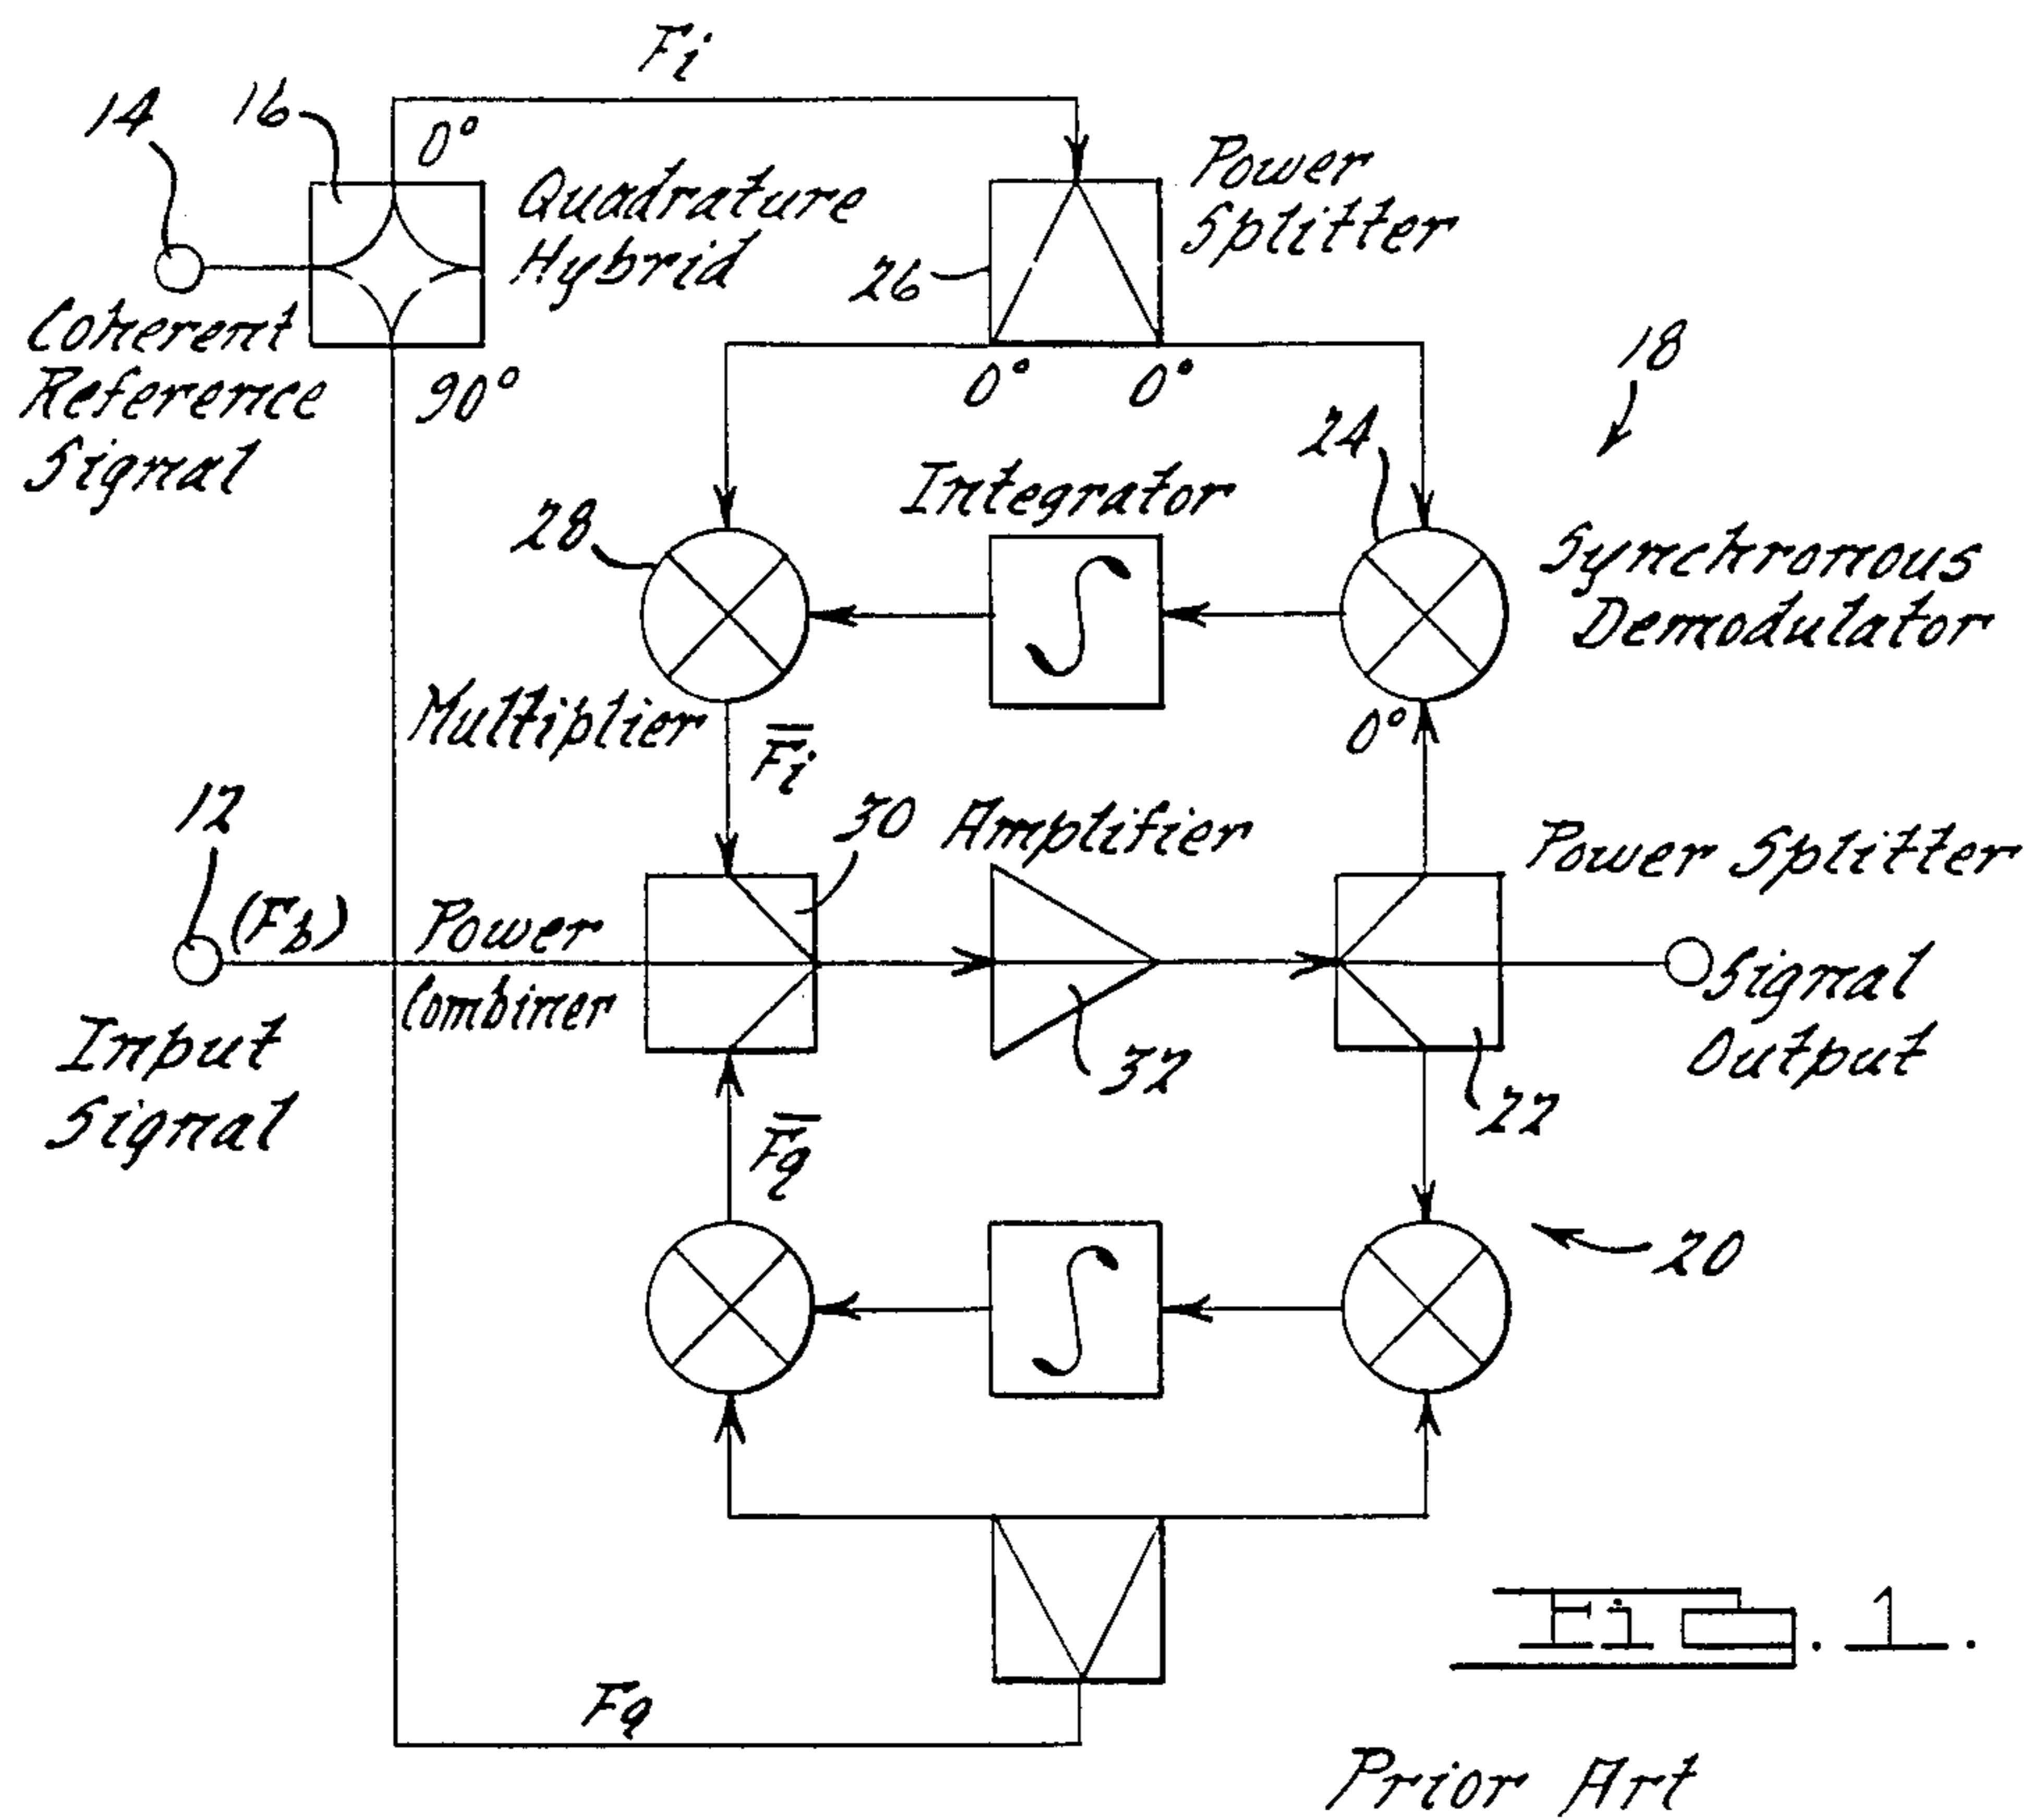 Fi
14
16
0°
Quadrature
Hybrid
Power
Splitter
26
Coherent
Reference
Signal
90°
0°
0°
18
24
Integrator
28
Synchronous
Demodulator
Multiplier
F̅i
0°
12
(Fb)
Power
Combiner
30
Amplifier
Power Splitter
Input
Signal
32
Signal
Output
22
F̅q
20
Fq
Fig. 1.
Prior Art